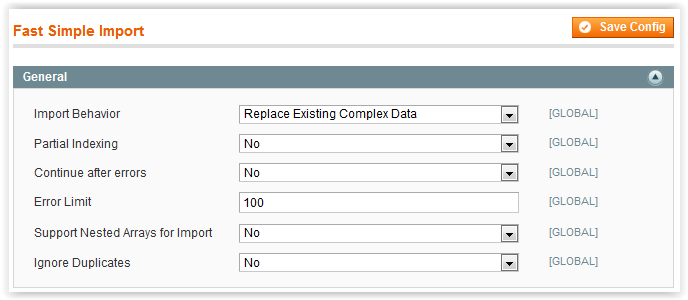 Fast Simple Import
Save Config
General
Import Behavior Replace Existing Complex Data [GLOBAL]
Partial Indexing No [GLOBAL]
Continue after errors No [GLOBAL]
Error Limit 100 [GLOBAL]
Support Nested Arrays for Import No [GLOBAL]
Ignore Duplicates No [GLOBAL]